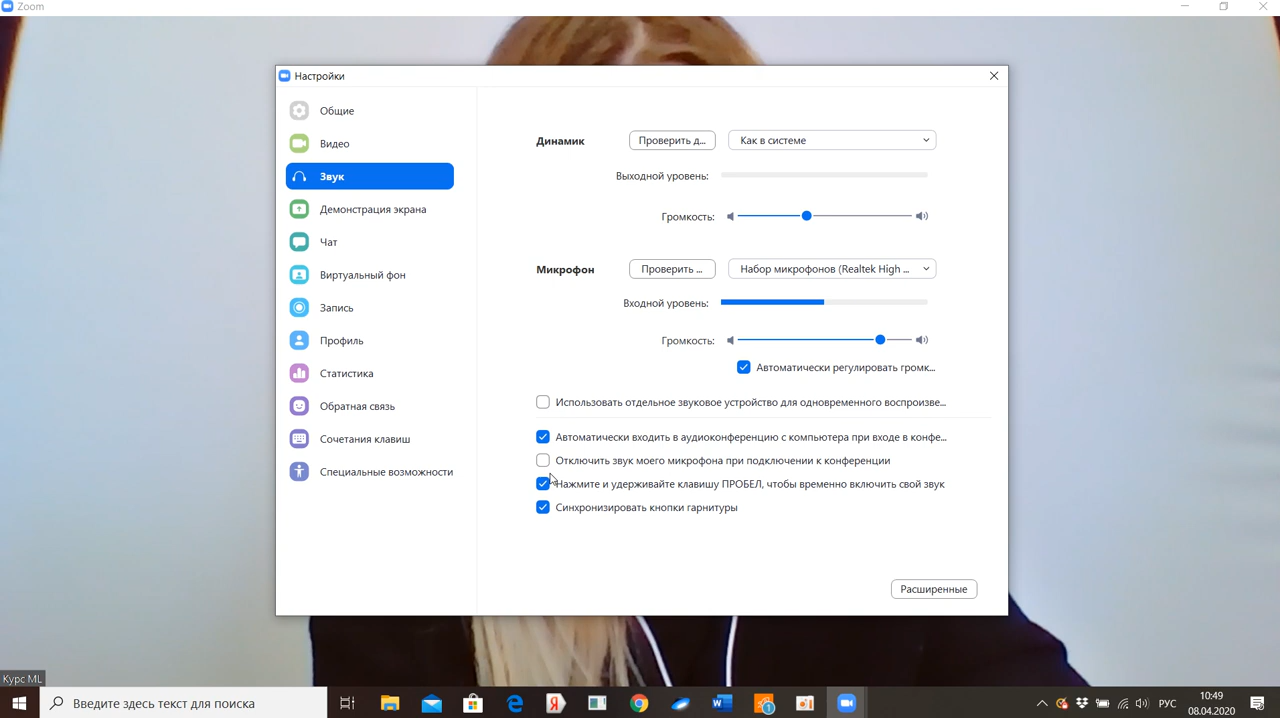 Zoom
Настройки
Общие
Видео
Звук
Демонстрация экрана
Чат
Виртуальный фон
Запись
Профиль
Статистика
Обратная связь
Сочетания клавиш
Специальные возможности
Динамик
Проверить д...
Как в системе
Выходной уровень:
Громкость:
Микрофон
Проверить ...
Набор микрофонов (Realtek High ...
Входной уровень:
Громкость:
Автоматически регулировать громк...
Использовать отдельное звуковое устройство для одновременного воспроизве...
Автоматически входить в аудиоконференцию с компьютера при входе в конфе...
Отключить звук моего микрофона при подключении к конференции
Нажмите и удерживайте клавишу ПРОБЕЛ, чтобы временно включить свой звук
Синхронизировать кнопки гарнитуры
Расширенные
Курс ML
Введите здесь текст для поиска
РУС
10:49
08.04.2020